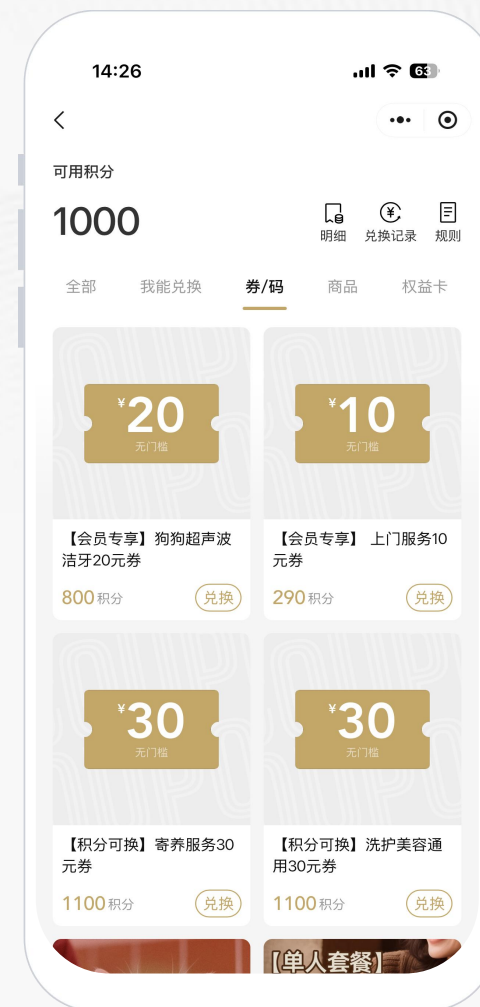 14:26
63
可用积分
1000
明细
兑换记录
规则
全部
我能兑换
券/码
商品
权益卡
¥20
无门槛
¥10
无门槛
【会员专享】狗狗超声波
洁牙20元券
800积分
兑换
【会员专享】 上门服务10
元券
290积分
兑换
¥30
无门槛
¥30
无门槛
【积分可换】寄养服务30
元券
1100积分
兑换
【积分可换】洗护美容通
用30元券
1100积分
兑换
【单人套餐】